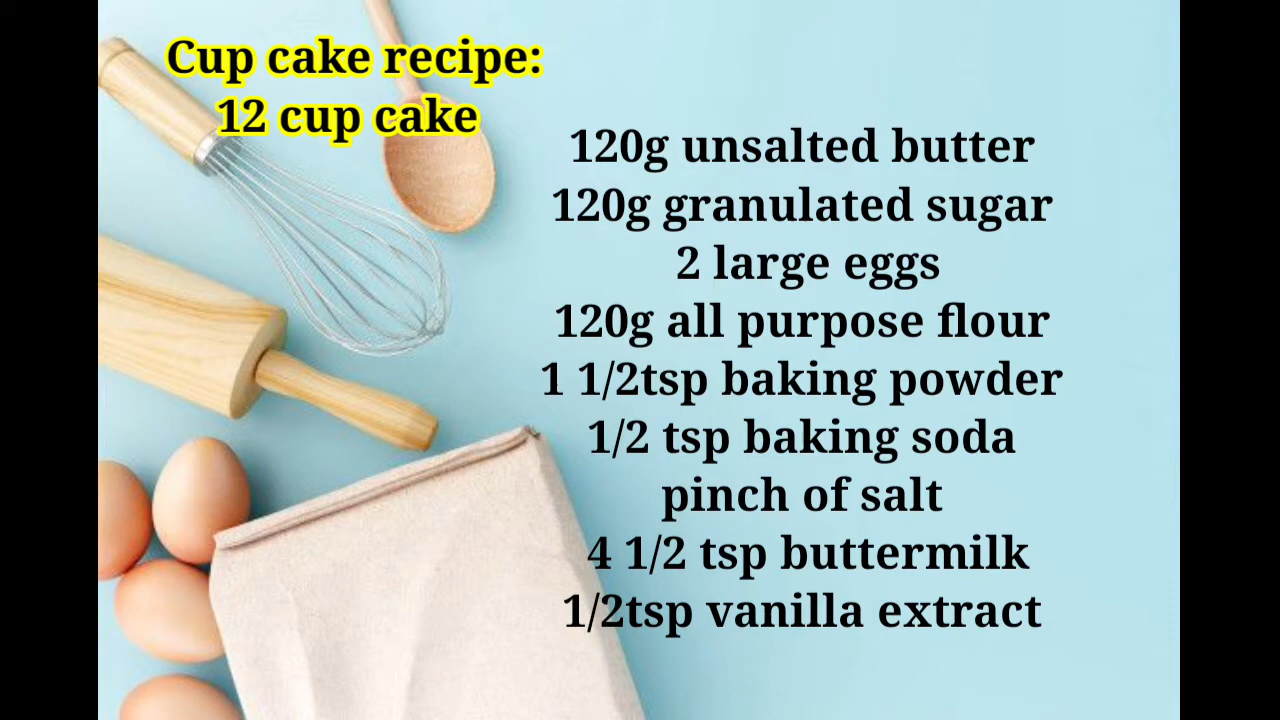 Cup cake recipe:
12 cup cake
120g unsalted butter
120g granulated sugar
2 large eggs
120g all purpose flour
1 1/2tsp baking powder
1/2 tsp baking soda
pinch of salt
4 1/2 tsp buttermilk
1/2tsp vanilla extract